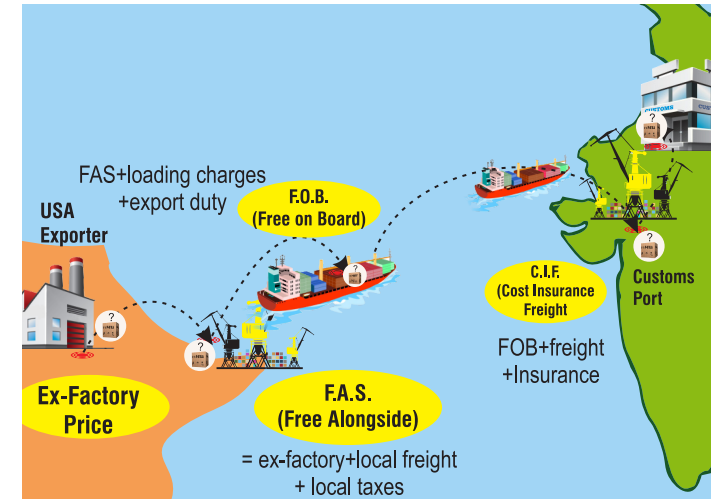 CUSTOMS
FAS+loading charges
+export duty
F.O.B.
(Free on Board)
USA
Exporter
C.I.F.
(Cost Insurance
Freight
Customs
Port
FOB+freight
+Insurance
Ex-Factory
Price
F.A.S.
(Free Alongside)
= ex-factory+local freight
+ local taxes
?
?
?
?
?